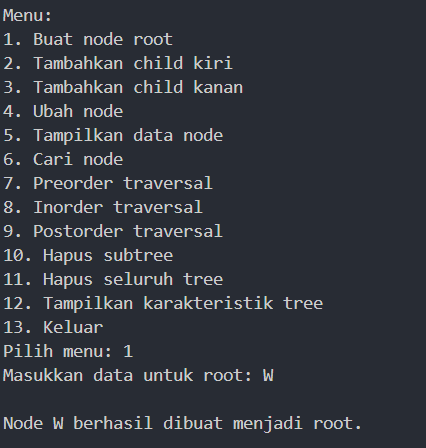 Menu:
1. Buat node root
2. Tambahkan child kiri
3. Tambahkan child kanan
4. Ubah node
5. Tampilkan data node
6. Cari node
7. Preorder traversal
8. Inorder traversal
9. Postorder traversal
10. Hapus subtree
11. Hapus seluruh tree
12. Tampilkan karakteristik tree
13. Keluar
Pilih menu: 1
Masukkan data untuk root: W
Node W berhasil dibuat menjadi root.